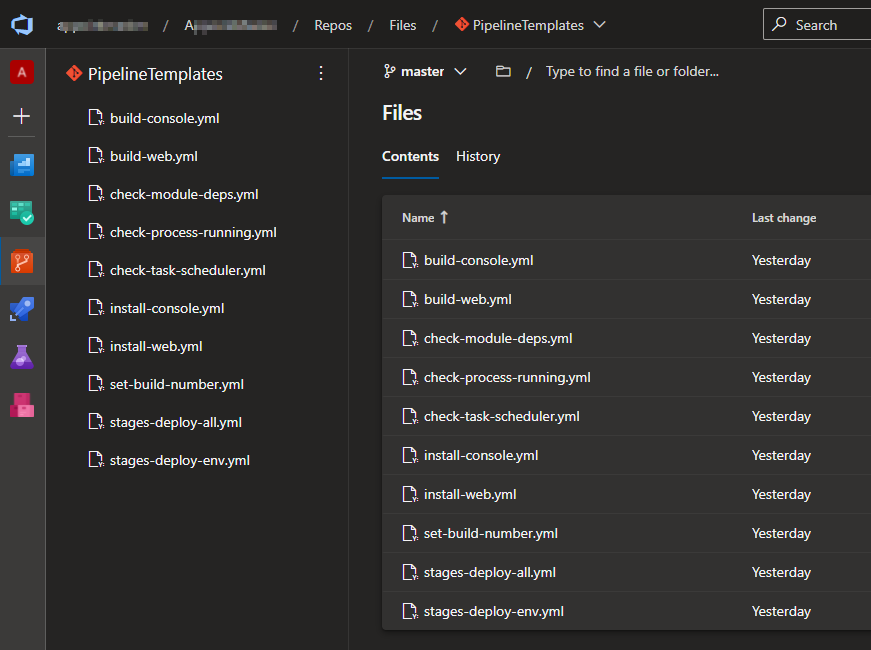 / / Repos / Files / PipelineTemplates
Search
A
PipelineTemplates
build-console.yml
build-web.yml
check-module-deps.yml
check-process-running.yml
check-task-scheduler.yml
install-console.yml
install-web.yml
set-build-number.yml
stages-deploy-all.yml
stages-deploy-env.yml
master / Type to find a file or folder...
Files
Contents History
Name ↑ Last change
build-console.yml Yesterday
build-web.yml Yesterday
check-module-deps.yml Yesterday
check-process-running.yml Yesterday
check-task-scheduler.yml Yesterday
install-console.yml Yesterday
install-web.yml Yesterday
set-build-number.yml Yesterday
stages-deploy-all.yml Yesterday
stages-deploy-env.yml Yesterday